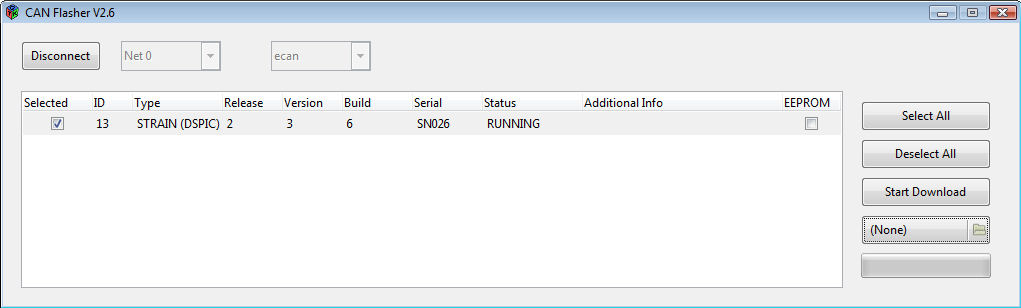 CAN Flasher V2.6
Disconnect Net 0 ecan
Selected ID Type Release Version Build Serial Status Additional Info EEPROM
13 STRAIN (DSPIC) 2 3 6 SN026 RUNNING
Select All
Deselect All
Start Download
(None)